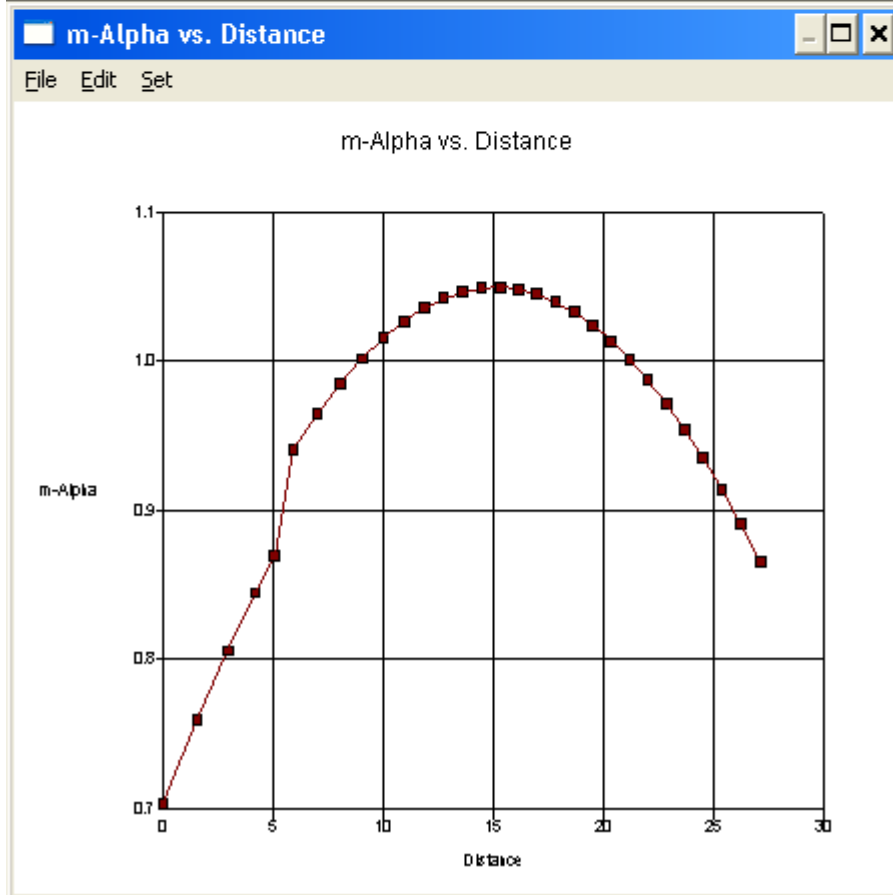 m-Alpha vs. Distance
File Edit Set
m-Alpha vs. Distance
1.1
1.0
m-Alpha
0.9
0.8
0.7
0 5 10 15 20 25 30
Distance